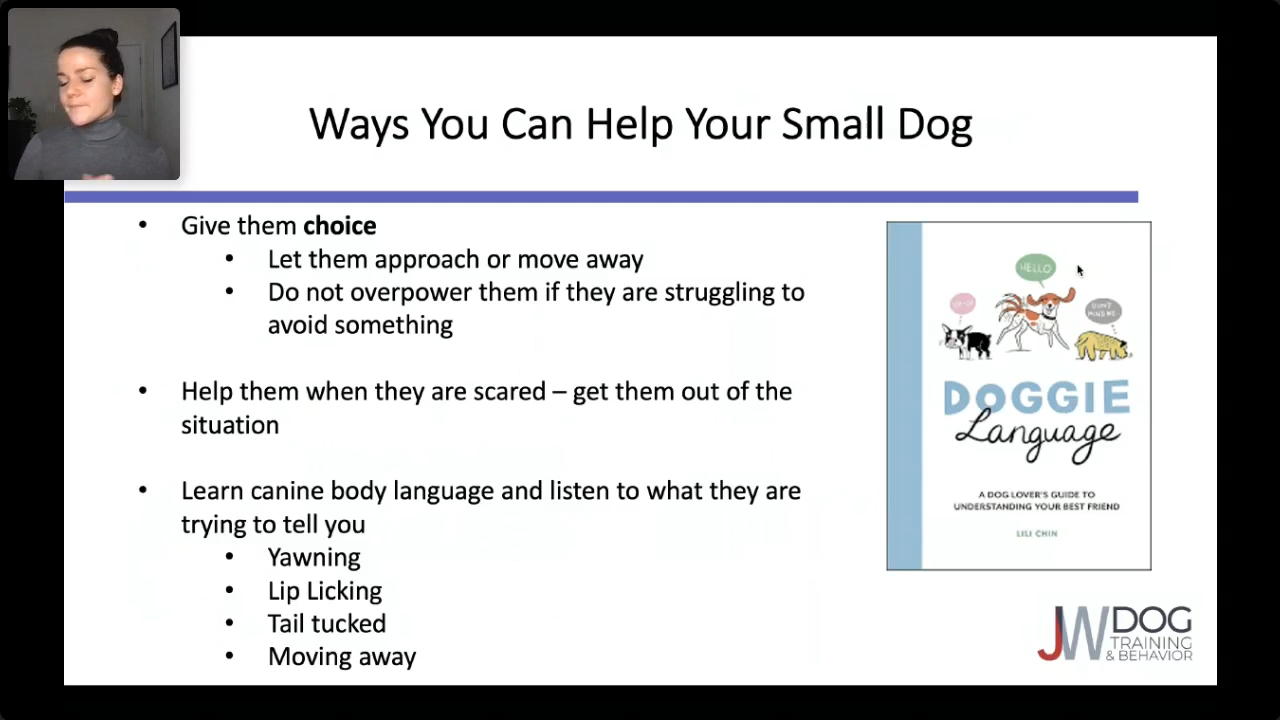 Ways You Can Help Your Small Dog
• Give them choice
• Let them approach or move away
• Do not overpower them if they are struggling to
avoid something
• Help them when they are scared – get them out of the
situation
• Learn canine body language and listen to what they are
trying to tell you
• Yawning
• Lip Licking
• Tail tucked
• Moving away
HELLO
DON'T
MIND ME
DOGGIE
Language
A DOG LOVER'S GUIDE TO
UNDERSTANDING YOUR BEST FRIEND
LILI CHIN
JW DOG
TRAINING
& BEHAVIOR